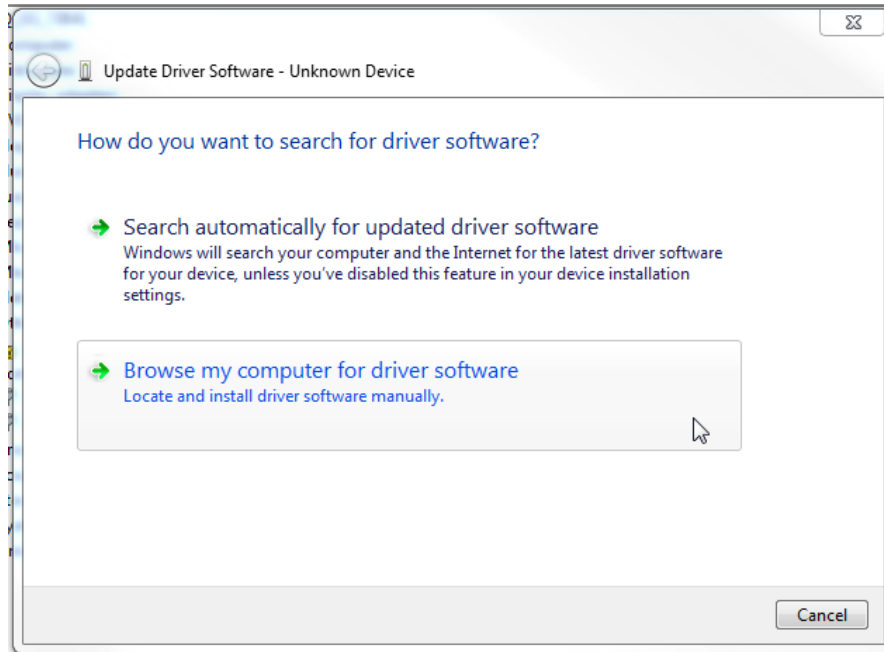 Update Driver Software - Unknown Device
How do you want to search for driver software?
Search automatically for updated driver software
Windows will search your computer and the Internet for the latest driver software
for your device, unless you've disabled this feature in your device installation
settings.
Browse my computer for driver software
Locate and install driver software manually.
Cancel